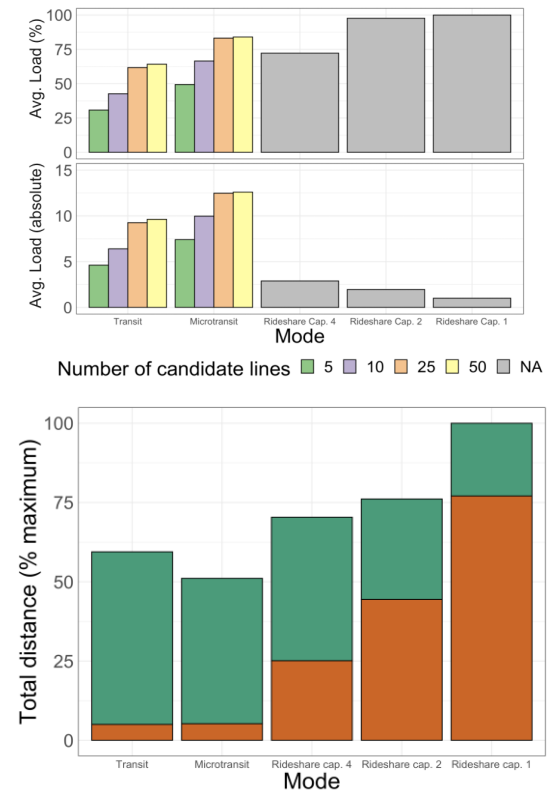 Avg. Load (%)
100
75
50
25
0
Avg. Load (absolute)
15
10
5
0
Transit Microtransit Rideshare Cap. 4 Rideshare Cap. 2 Rideshare Cap. 1
Mode
Number of candidate lines 5 10 25 50 NA
Total distance (% maximum)
100
75
50
25
0
Transit Microtransit Rideshare cap. 4 Rideshare cap. 2 Rideshare cap. 1
Mode